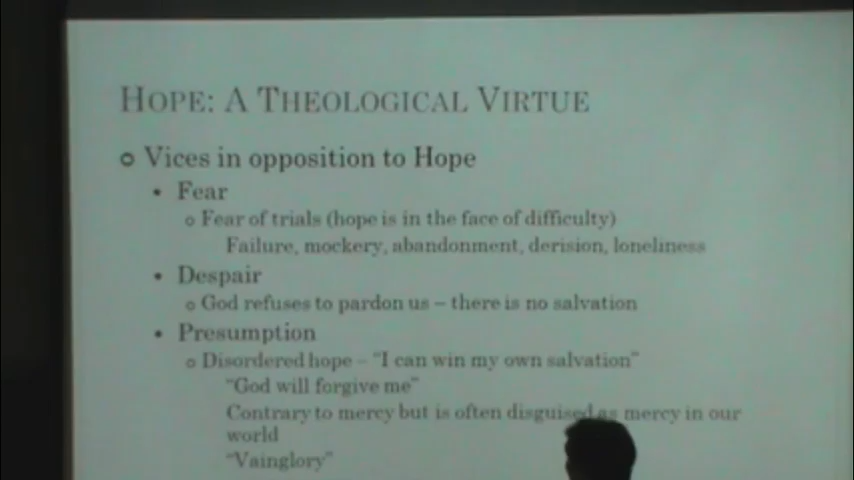 HOPE: A THEOLOGICAL VIRTUE
Vices in opposition to Hope
Fear
Fear of trials (hope is in the face of difficulty)
Failure, mockery, abandonment, derision, loneliness
Despair
God refuses to pardon us – there is no salvation
Presumption
Disordered hope – "I can win my own salvation"
"God will forgive me"
Contrary to mercy but is often disguised as mercy in our
world
"Vainglory"